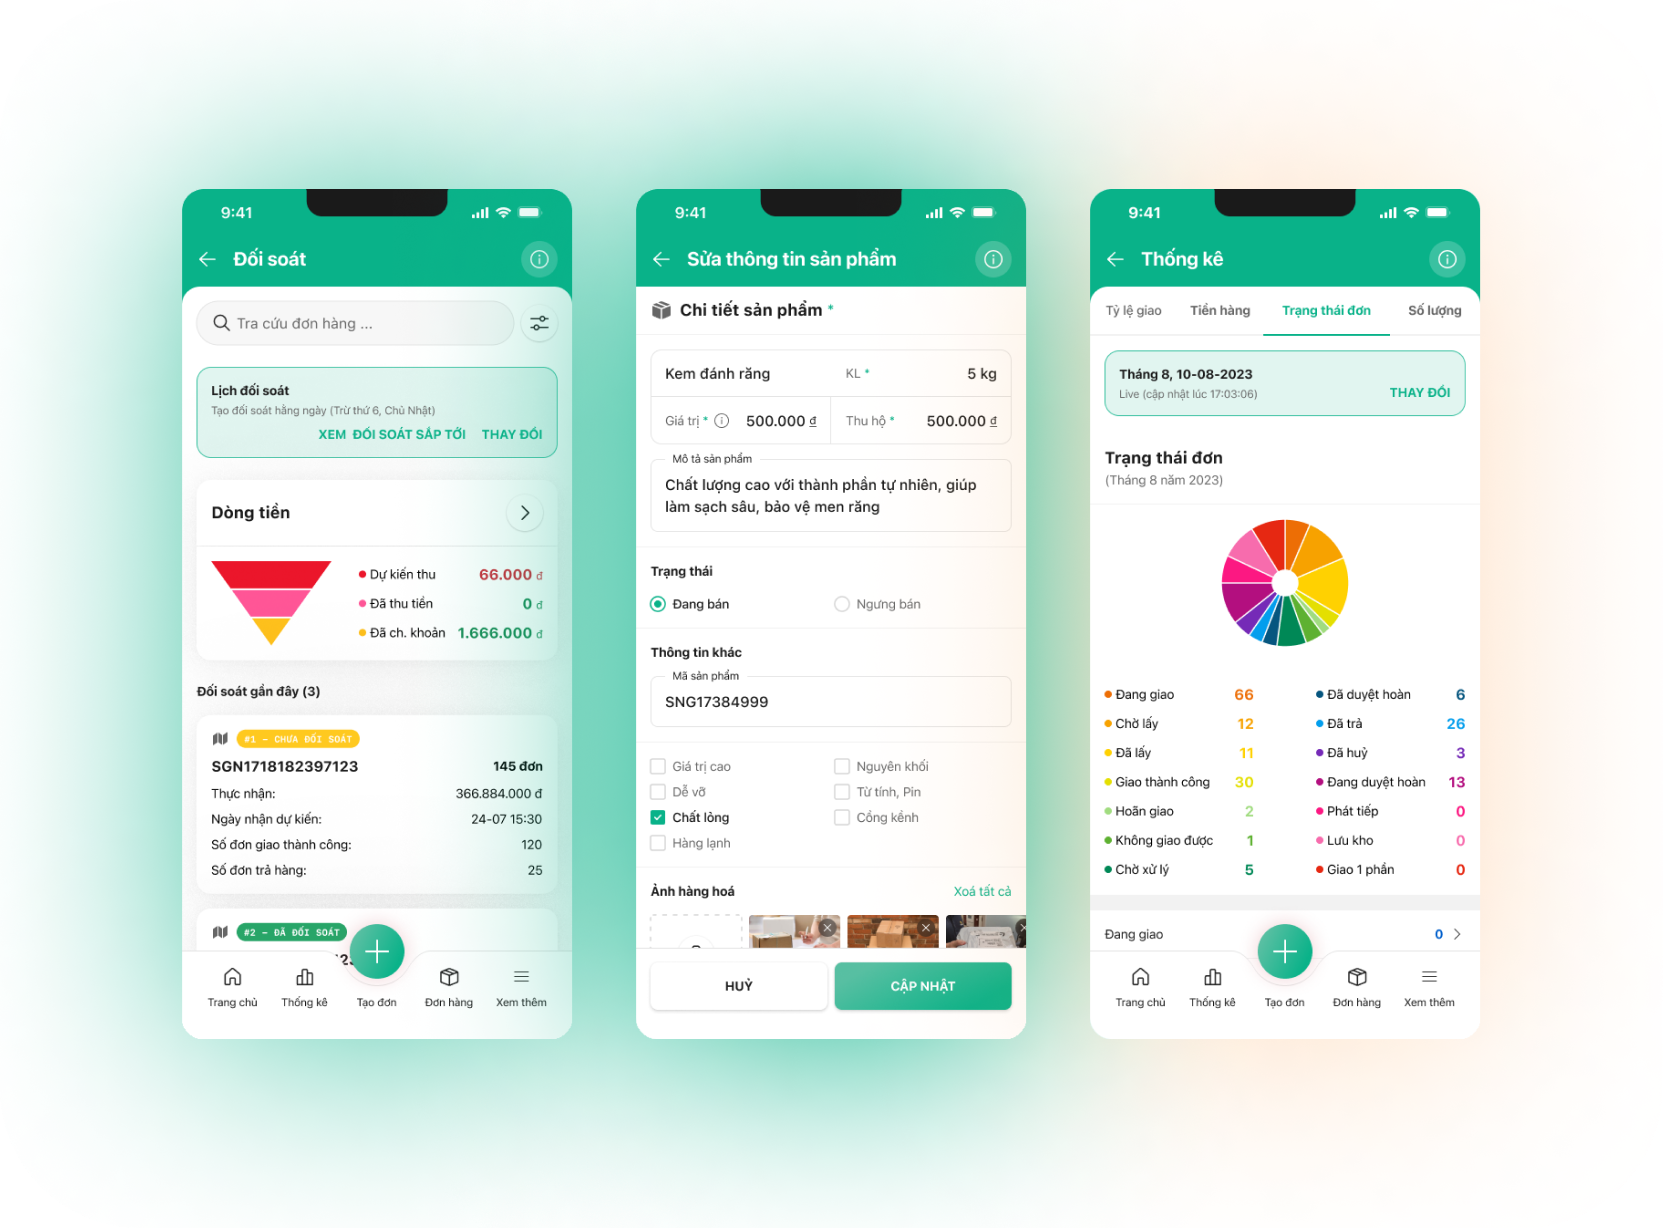 9:41
Đối soát
Tra cứu đơn hàng ...
Lịch đối soát
Tạo đối soát hằng ngày (Trừ thứ 6, Chủ Nhật)
XEM ĐỐI SOÁT SẮP TỚI THAY ĐỔI
Dòng tiền
Dự kiến thu 66.000 đ
Đã thu tiền 0 đ
Đã ch. khoản 1.666.000 đ
Đối soát gần đây (3)
#1 - CHƯA ĐỐI SOÁT
SGN1718182397123 145 đơn
Thực nhận: 366.884.000 đ
Ngày nhận dự kiến: 24-07 15:30
Số đơn giao thành công: 120
Số đơn trả hàng: 25
#2 - ĐÃ ĐỐI SOÁT
Trang chủ Thống kê Tạo đơn Đơn hàng Xem thêm
9:41
Sửa thông tin sản phẩm
Chi tiết sản phẩm *
Kem đánh răng KL * 5 kg
Giá trị * 500.000 đ Thu hộ * 500.000 đ
Mô tả sản phẩm
Chất lượng cao với thành phần tự nhiên, giúp
làm sạch sâu, bảo vệ men răng
Trạng thái
Đang bán Ngưng bán
Thông tin khác
Mã sản phẩm
SNG17384999
Giá trị cao Nguyên khối
Dễ vỡ Từ tính, Pin
Chất lỏng Cồng kềnh
Hàng lạnh
Ảnh hàng hoá Xoá tất cả
HUỶ CẬP NHẬT
9:41
Thống kê
Tỷ lệ giao Tiền hàng Trạng thái đơn Số lượng
Tháng 8, 10-08-2023
Live (cập nhật lúc 17:03:06) THAY ĐỔI
Trạng thái đơn
(Tháng 8 năm 2023)
Đang giao 66 Đã duyệt hoàn 6
Chờ lấy 12 Đã trả 26
Đã lấy 11 Đã huỷ 3
Giao thành công 30 Đang duyệt hoàn 13
Hoãn giao 2 Phát tiếp 0
Không giao được 1 Lưu kho 0
Chờ xử lý 5 Giao 1 phần 0
Đang giao 0
Trang chủ Thống kê Tạo đơn Đơn hàng Xem thêm